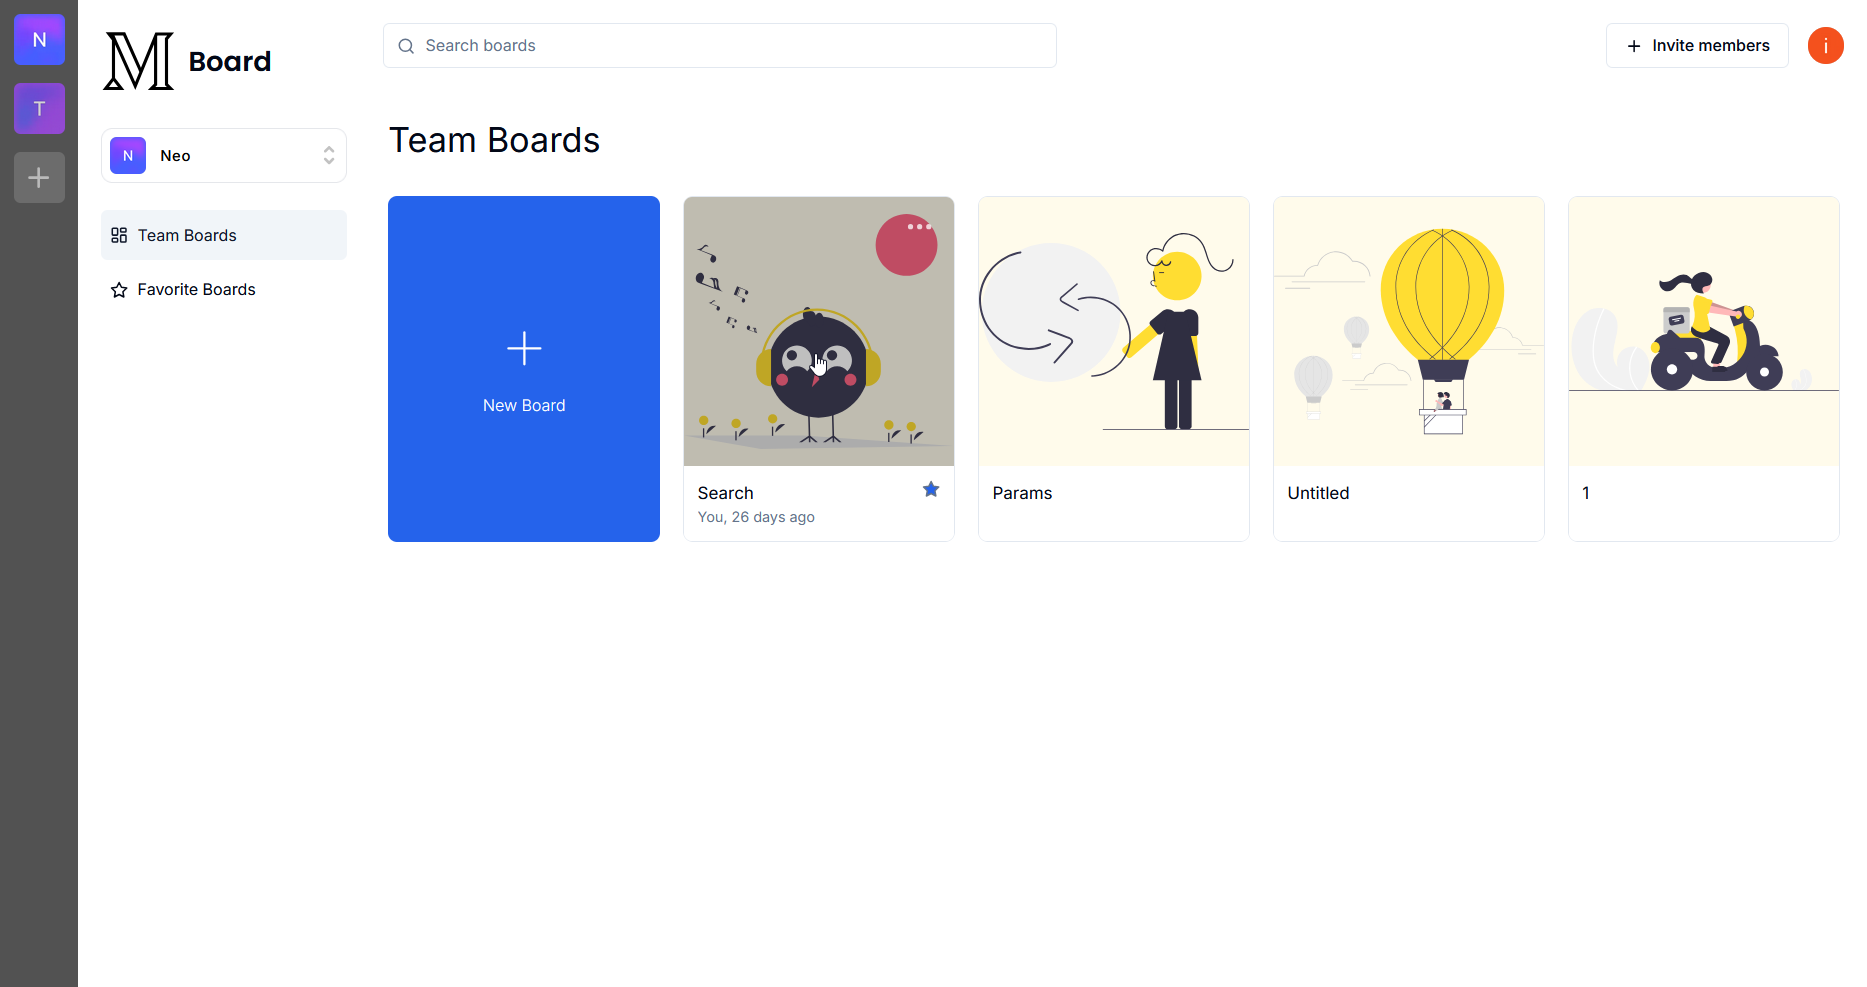 N
T
M Board
N Neo
Team Boards
Favorite Boards
Search boards
Invite members
i
Team Boards
New Board
Search
You, 26 days ago
Params
Untitled
1